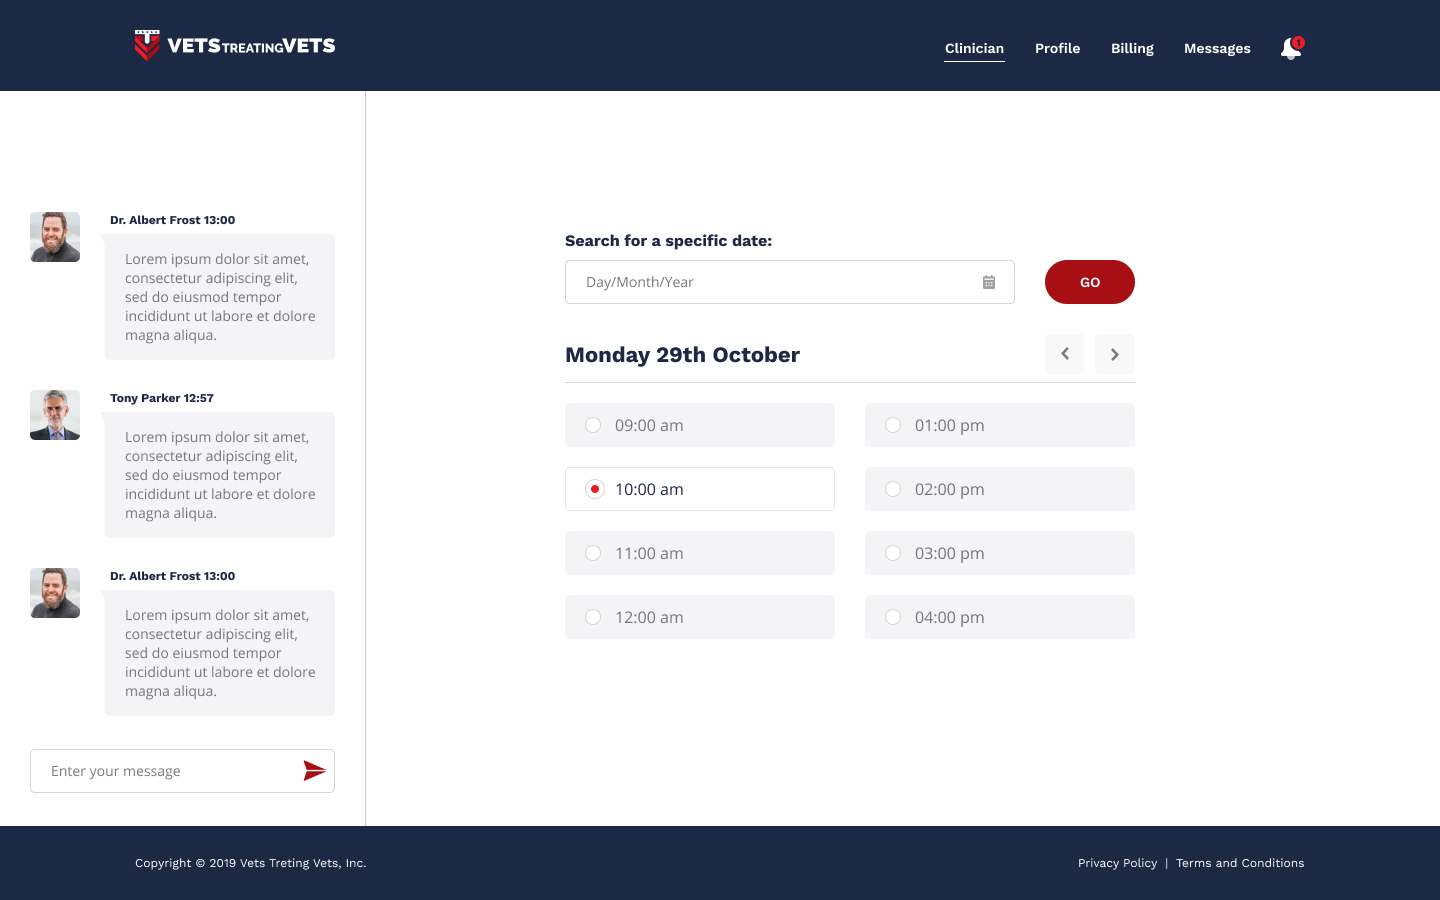 VETSTREATINGVETS
Clinician Profile Billing Messages 1
Dr. Albert Frost 13:00
Lorem ipsum dolor sit amet,
consectetur adipiscing elit,
sed do eiusmod tempor
incididunt ut labore et dolore
magna aliqua.
Tony Parker 12:57
Lorem ipsum dolor sit amet,
consectetur adipiscing elit,
sed do eiusmod tempor
incididunt ut labore et dolore
magna aliqua.
Dr. Albert Frost 13:00
Lorem ipsum dolor sit amet,
consectetur adipiscing elit,
sed do eiusmod tempor
incididunt ut labore et dolore
magna aliqua.
Enter your message
Search for a specific date:
Day/Month/Year
GO
Monday 29th October
09:00 am
01:00 pm
10:00 am
02:00 pm
11:00 am
03:00 pm
12:00 am
04:00 pm
Copyright © 2019 Vets Treting Vets, Inc.
Privacy Policy | Terms and Conditions